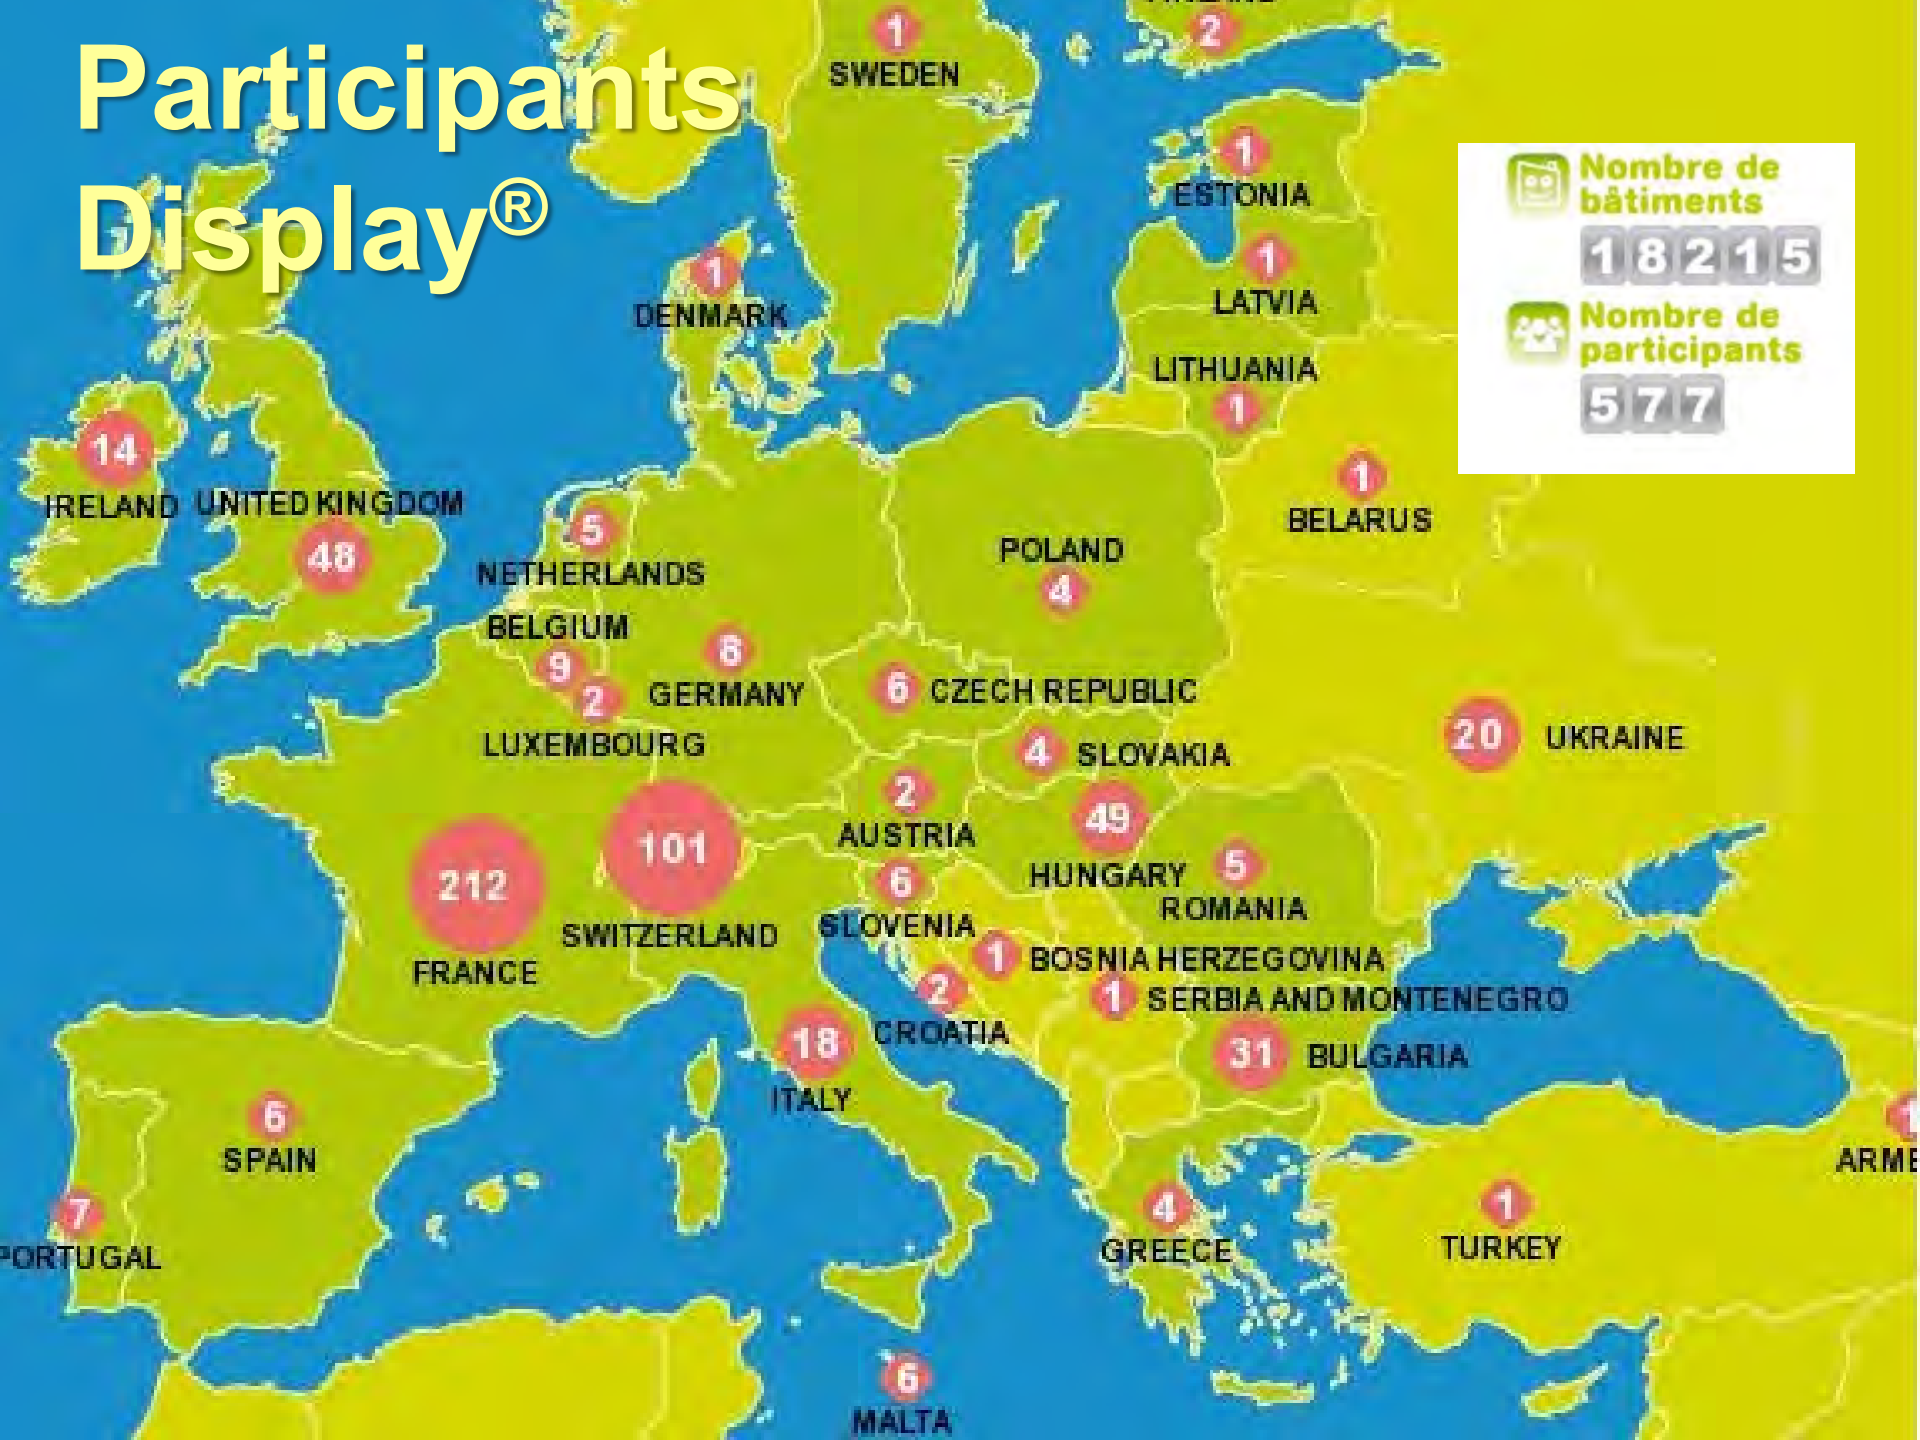 Participants
Display®
2
1
SWEDEN
1
ESTONIA
Nombre de
bâtiments
18215
1
LATVIA
1
DENMARK
Nombre de
participants
577
LITHUANIA
1
14
IRELAND
UNITED KINGDOM
48
1
BELARUS
5
NETHERLANDS
POLAND
4
BELGIUM
9
8
GERMANY
2
LUXEMBOURG
6
CZECH REPUBLIC
20
UKRAINE
4
SLOVAKIA
2
AUSTRIA
49
HUNGARY
101
SWITZERLAND
212
FRANCE
5
ROMANIA
6
SLOVENIA
1
BOSNIA HERZEGOVINA
2
CROATIA
1
SERBIA AND MONTENEGRO
18
ITALY
31
BULGARIA
6
SPAIN
1
ARME
7
PORTUGAL
4
GREECE
1
TURKEY
6
MALTA